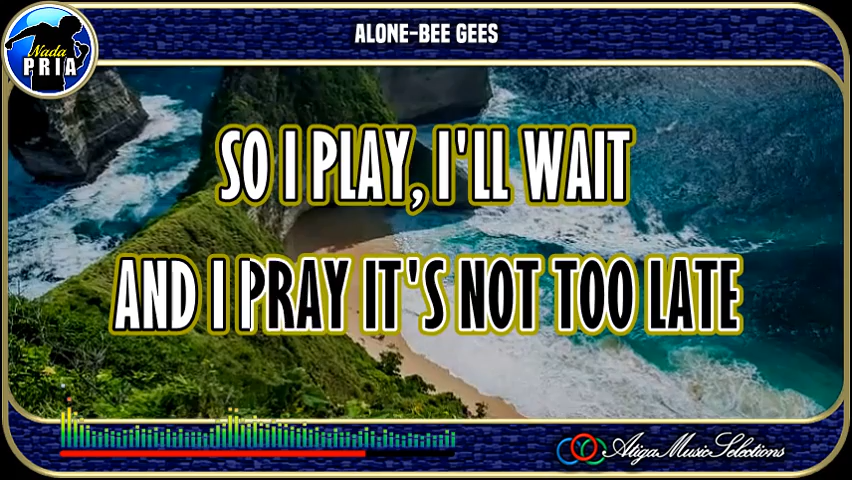 ALONE-BEE GEES
Nada
PRIA
SO I PLAY, I'LL WAIT
AND I PRAY IT'S NOT TOO LATE
AtigaMusicSelections